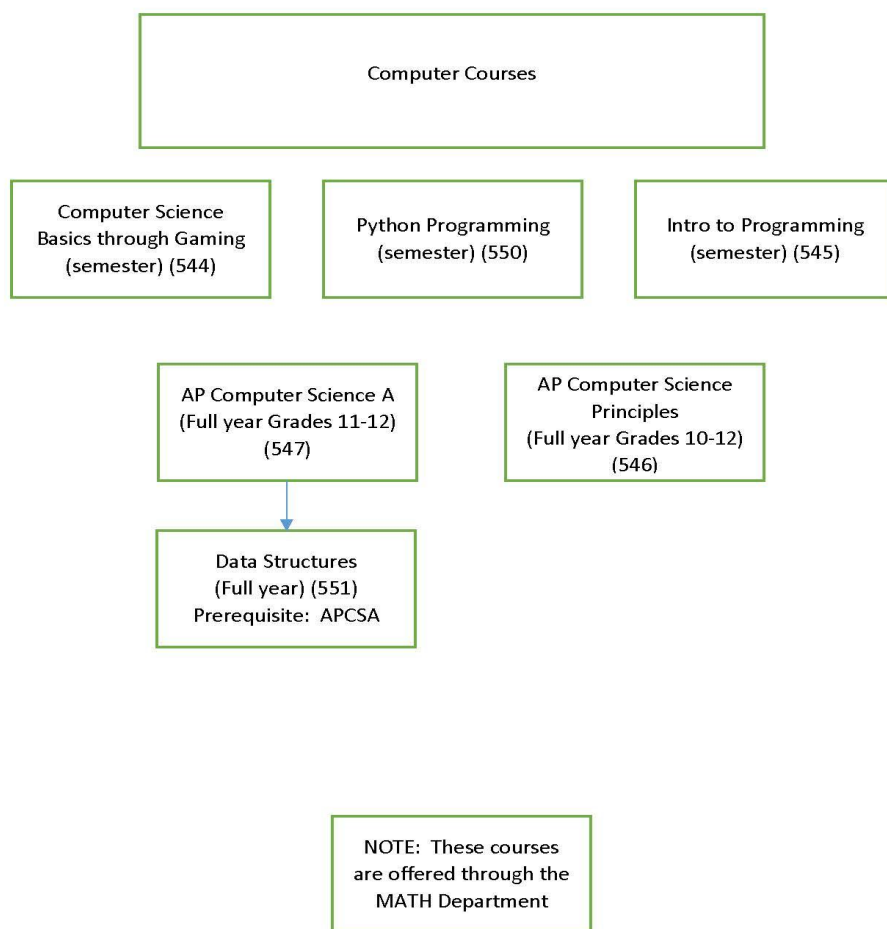 Computer Courses
Computer Science
Basics through Gaming
(semester) (544)
Python Programming
(semester) (550)
Intro to Programming
(semester) (545)
AP Computer Science A
(Full year Grades 11-12)
(547)
AP Computer Science
Principles
(Full year Grades 10-12)
(546)
Data Structures
(Full year) (551)
Prerequisite:  APCSA
NOTE:  These courses
are offered through the
MATH Department